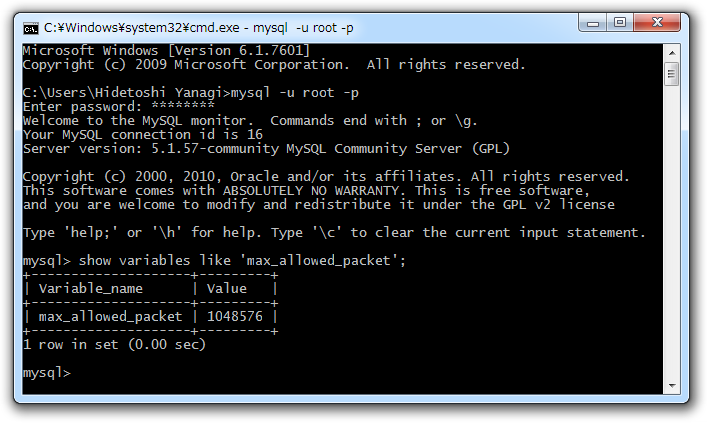 C:¥Windows¥system32¥cmd.exe - mysql  -u root -p
Microsoft Windows [Version 6.1.7601]
Copyright (c) 2009 Microsoft Corporation.  All rights reserved.
C:\Users\Hidetoshi Yanagi>mysql -u root -p
Enter password: ********
Welcome to the MySQL monitor.  Commands end with ; or \g.
Your MySQL connection id is 16
Server version: 5.1.57-community MySQL Community Server (GPL)
Copyright (c) 2000, 2010, Oracle and/or its affiliates. All rights reserved.
This software comes with ABSOLUTELY NO WARRANTY. This is free software,
and you are welcome to modify and redistribute it under the GPL v2 license
Type 'help;' or '\h' for help. Type '\c' to clear the current input statement.
mysql> show variables like 'max_allowed_packet';
+--------------------+---------+
| Variable_name      | Value   |
+--------------------+---------+
| max_allowed_packet | 1048576 |
+--------------------+---------+
1 row in set (0.00 sec)
mysql>